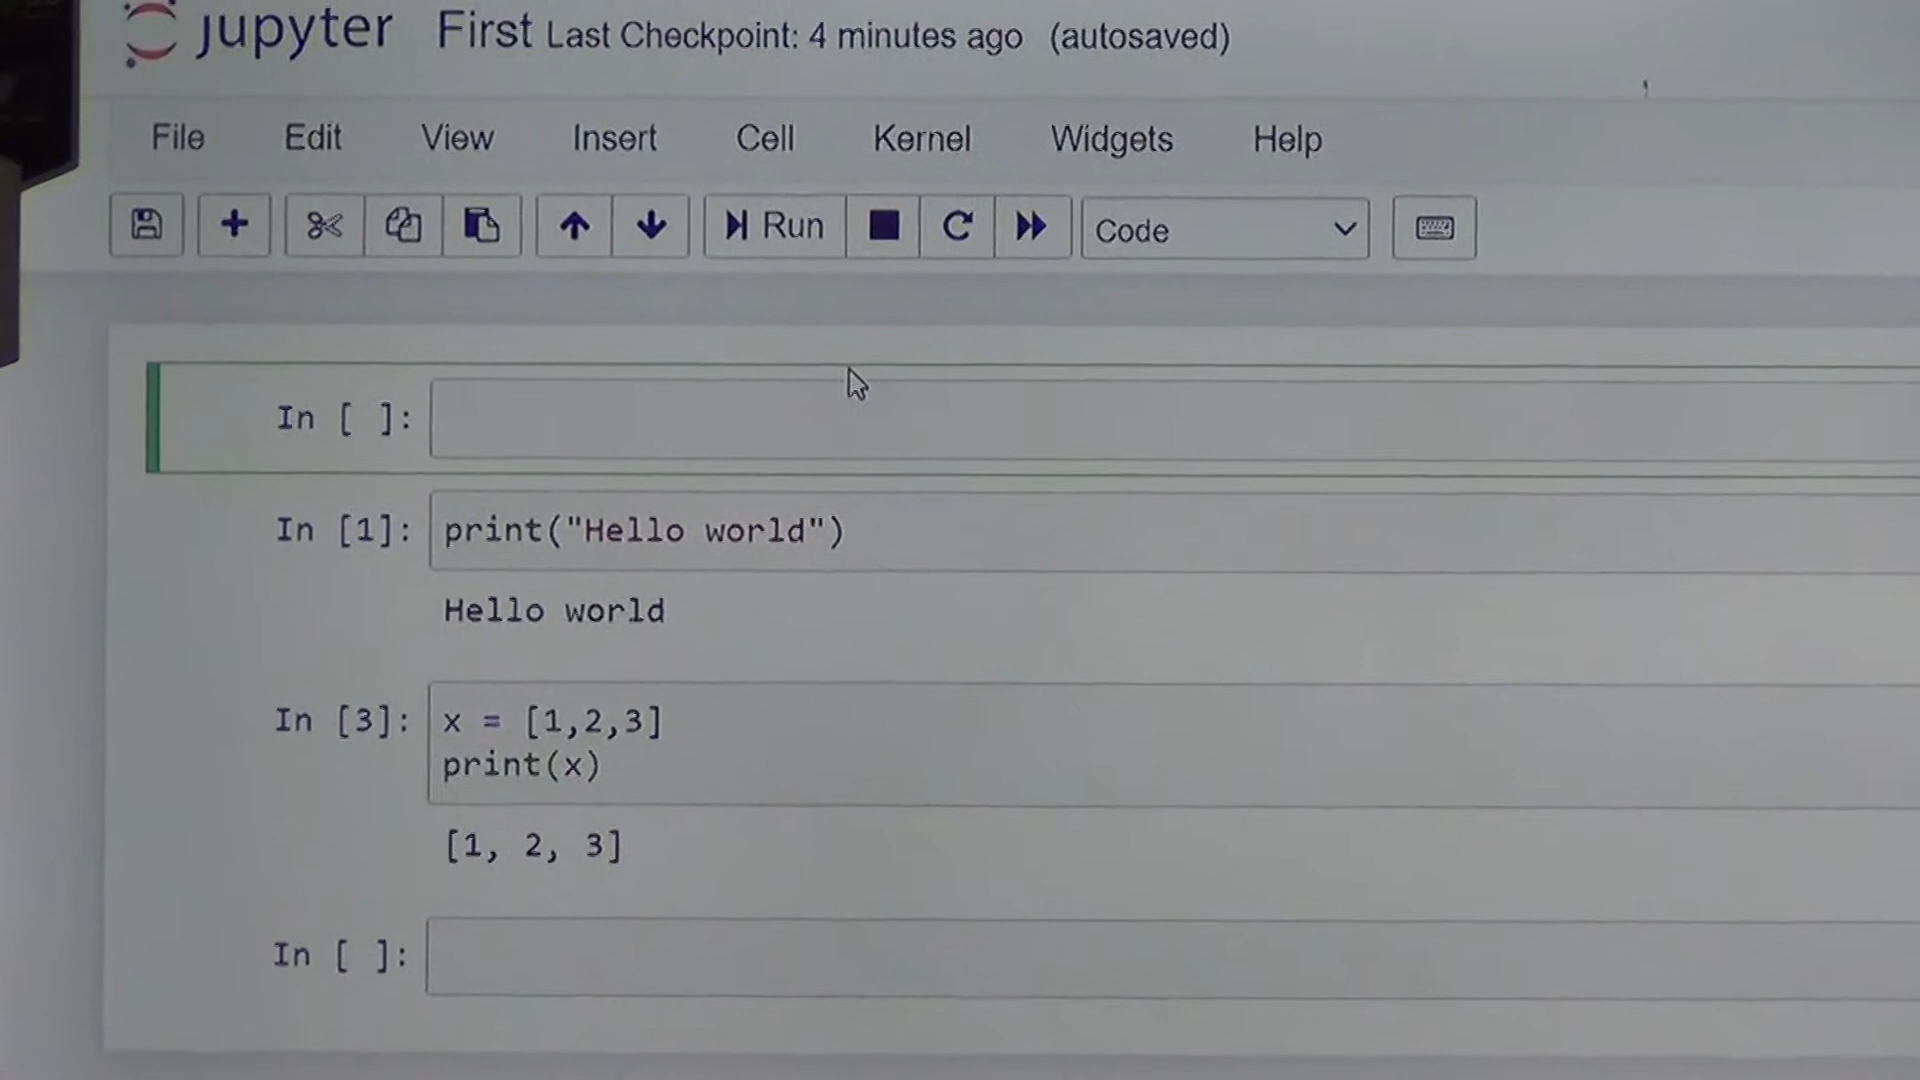 jupyter First Last Checkpoint: 4 minutes ago (autosaved)
File Edit View Insert Cell Kernel Widgets Help
Run Code
In [ ]:
In [1]: print("Hello world")
Hello world
In [3]: x = [1,2,3]
print(x)
[1, 2, 3]
In [ ]: